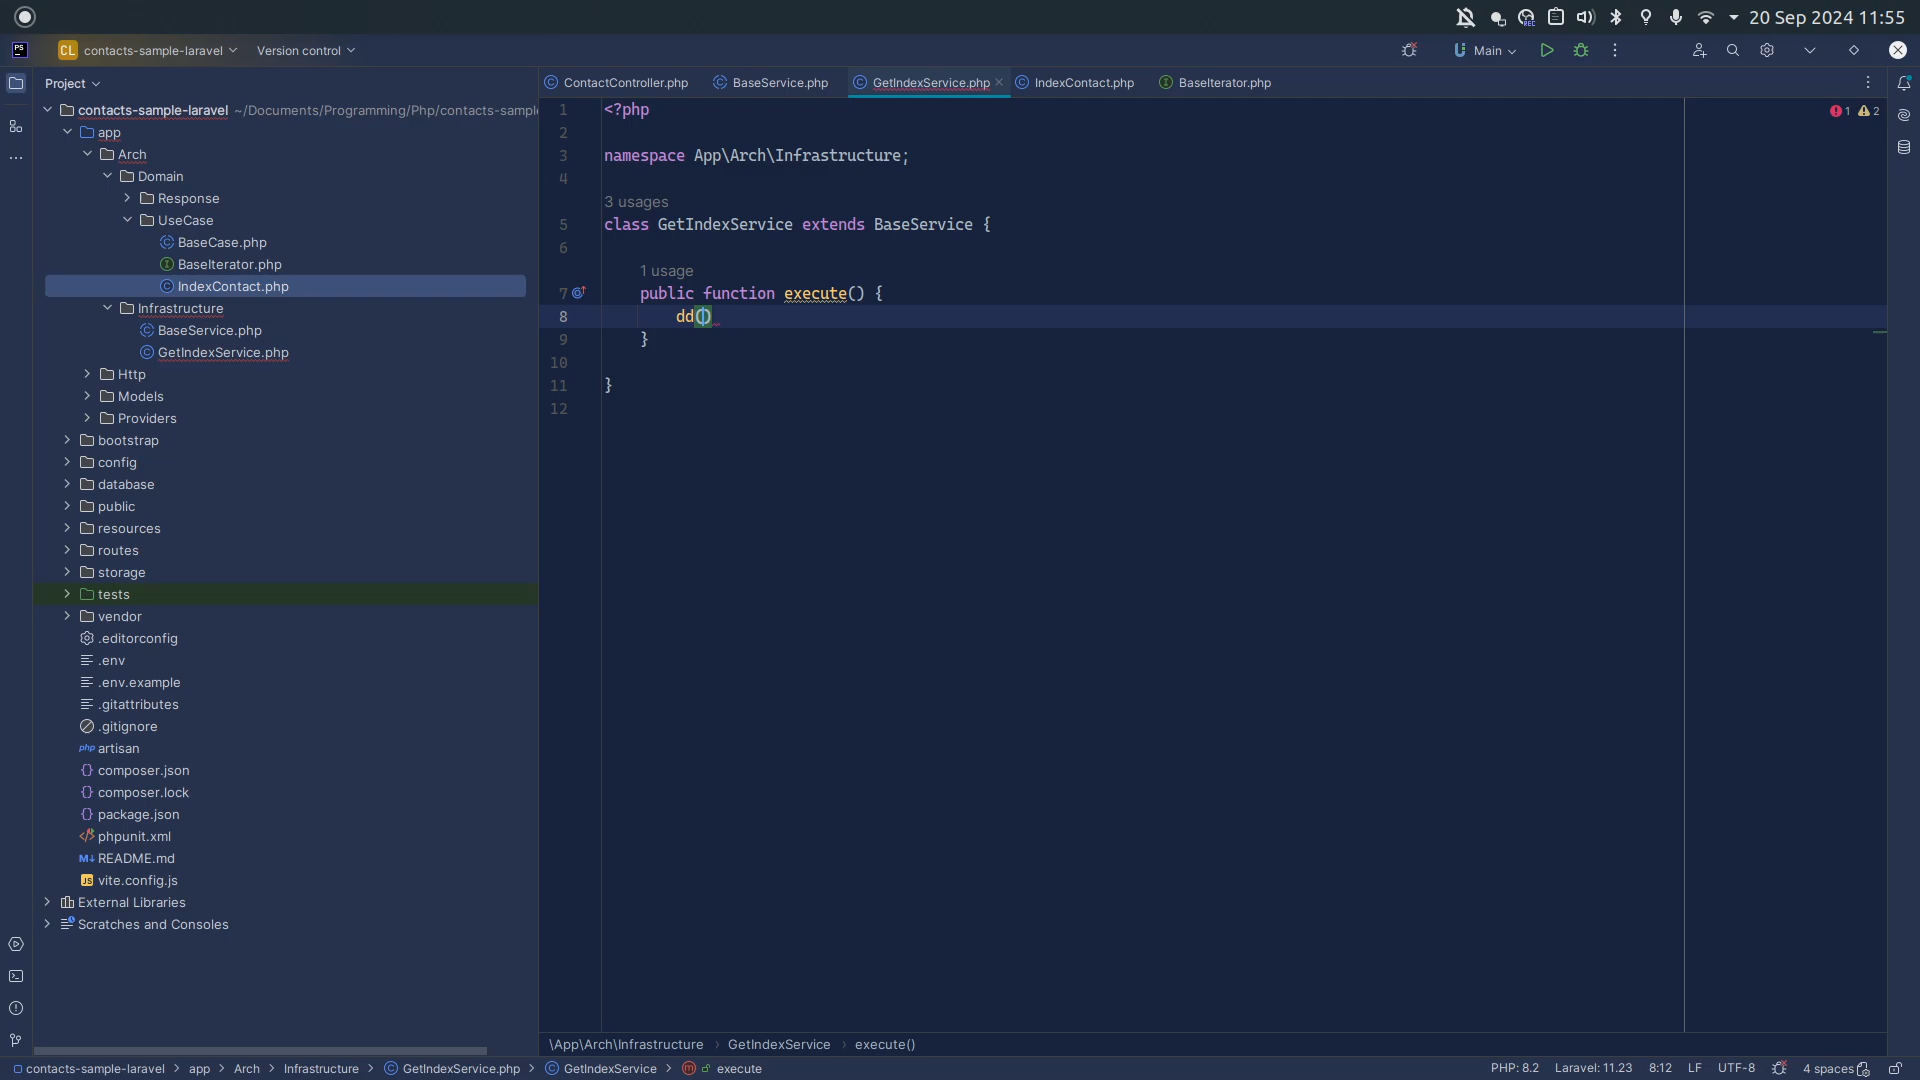 20 Sep 2024 11:55
PS CL contacts-sample-laravel Version control Main
Project
contacts-sample-laravel ~/Documents/Programming/Php/contacts-sampl
app
Arch
Domain
Response
UseCase
BaseCase.php
BaseIterator.php
IndexContact.php
Infrastructure
BaseService.php
GetIndexService.php
Http
Models
Providers
bootstrap
config
database
public
resources
routes
storage
tests
vendor
.editorconfig
.env
.env.example
.gitattributes
.gitignore
php artisan
composer.json
composer.lock
package.json
phpunit.xml
M↓ README.md
JS vite.config.js
External Libraries
Scratches and Consoles
ContactController.php BaseService.php GetIndexService.php IndexContact.php BaseIterator.php
1 <?php
1 2
2
3 namespace App\Arch\Infrastructure;
4
3 usages
5 class GetIndexService extends BaseService {
6
1 usage
7 public function execute() {
8 dd()
9 }
10
11 }
12
\App\Arch\Infrastructure › GetIndexService › execute()
contacts-sample-laravel > app > Arch > Infrastructure > GetIndexService.php > GetIndexService > m execute
PHP: 8.2 Laravel: 11.23 8:12 LF UTF-8 4 spaces